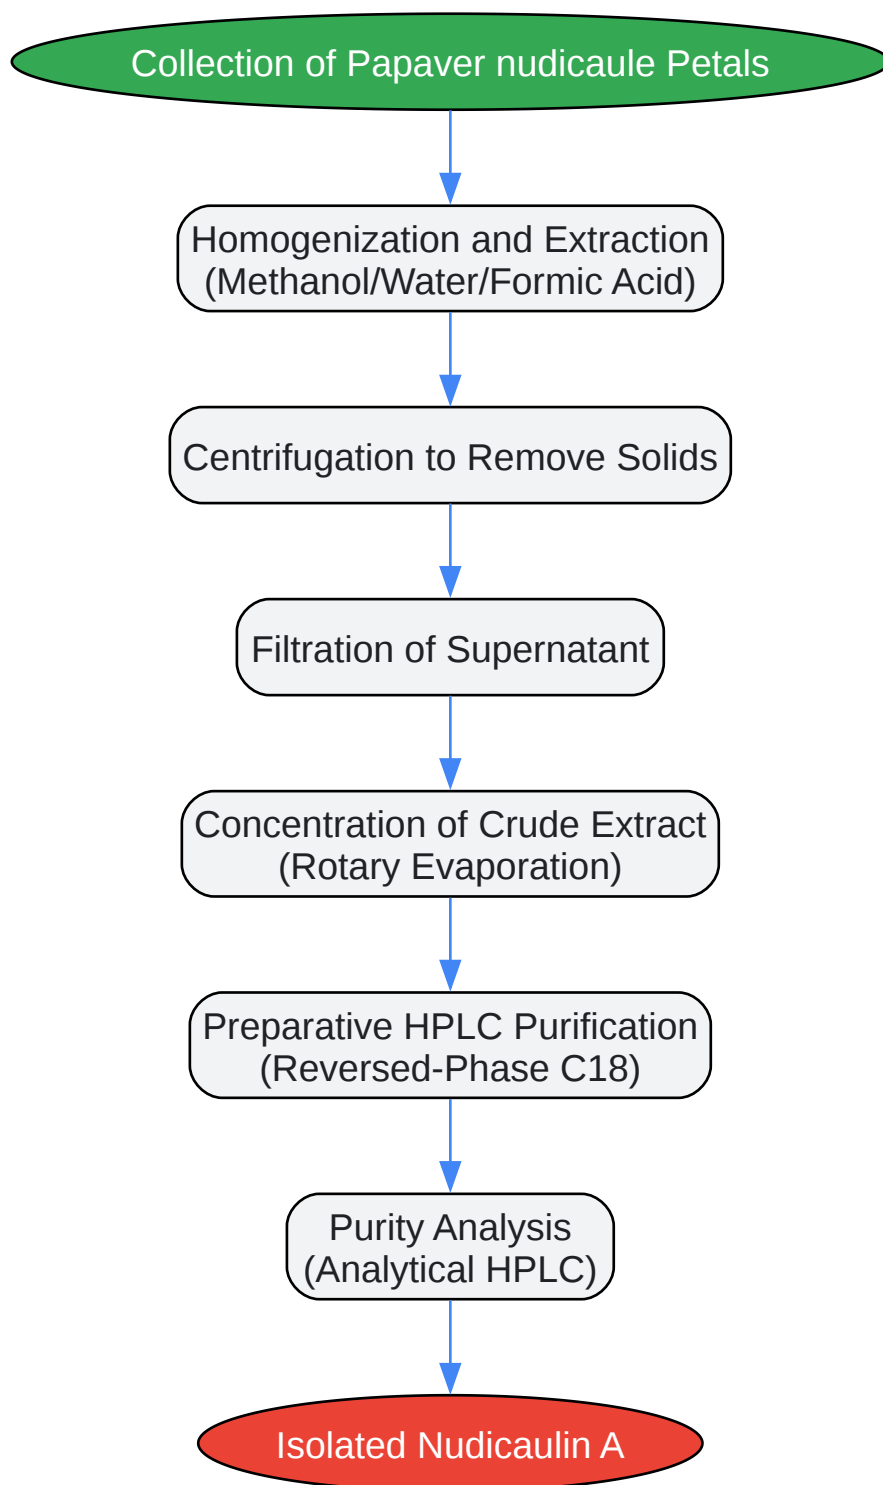 Collection of Papaver nudicaule Petals
Homogenization and Extraction
(Methanol/Water/Formic Acid)
Centrifugation to Remove Solids
Filtration of Supernatant
Concentration of Crude Extract
(Rotary Evaporation)
Preparative HPLC Purification
(Reversed-Phase C18)
Purity Analysis
(Analytical HPLC)
Isolated Nudicaulin A